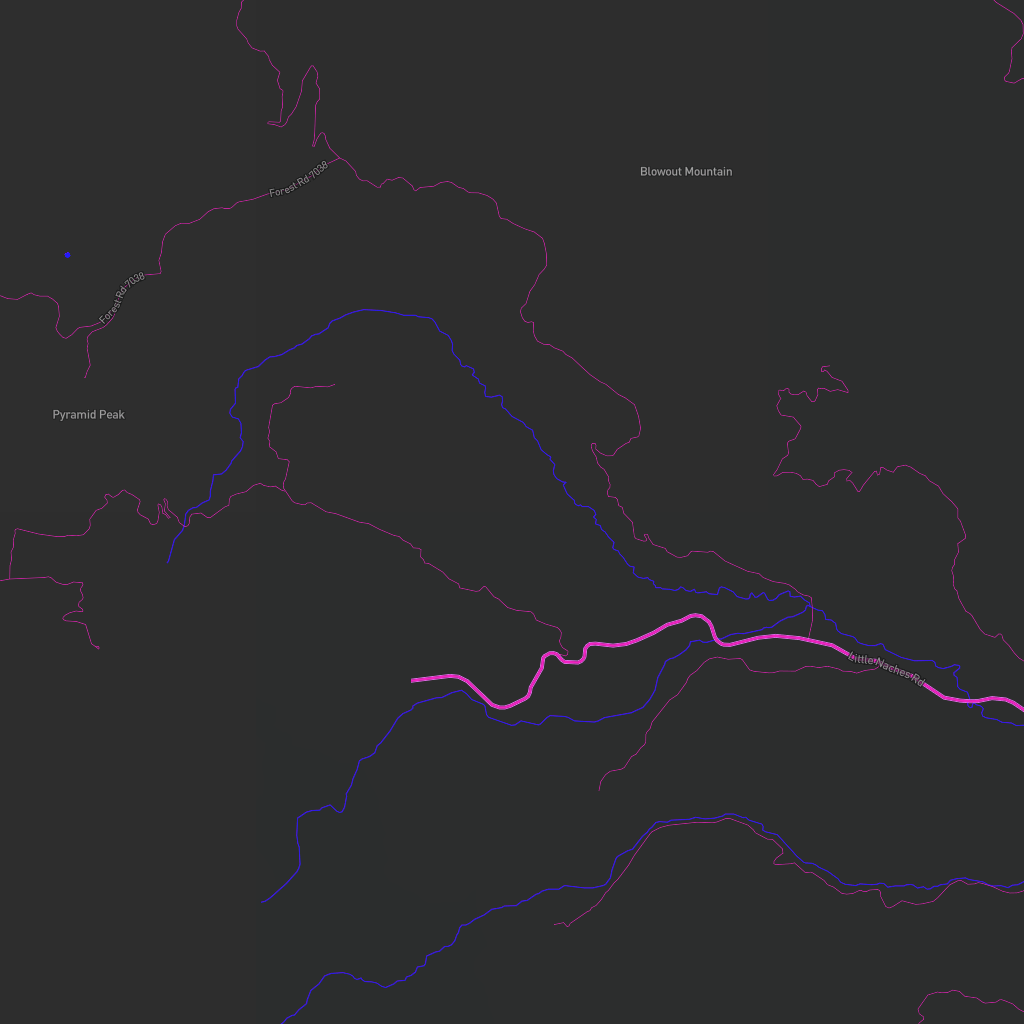 Blowout Mountain
Forest Rd 7038
Forest Rd 7038
Pyramid Peak
Little Naches Rd